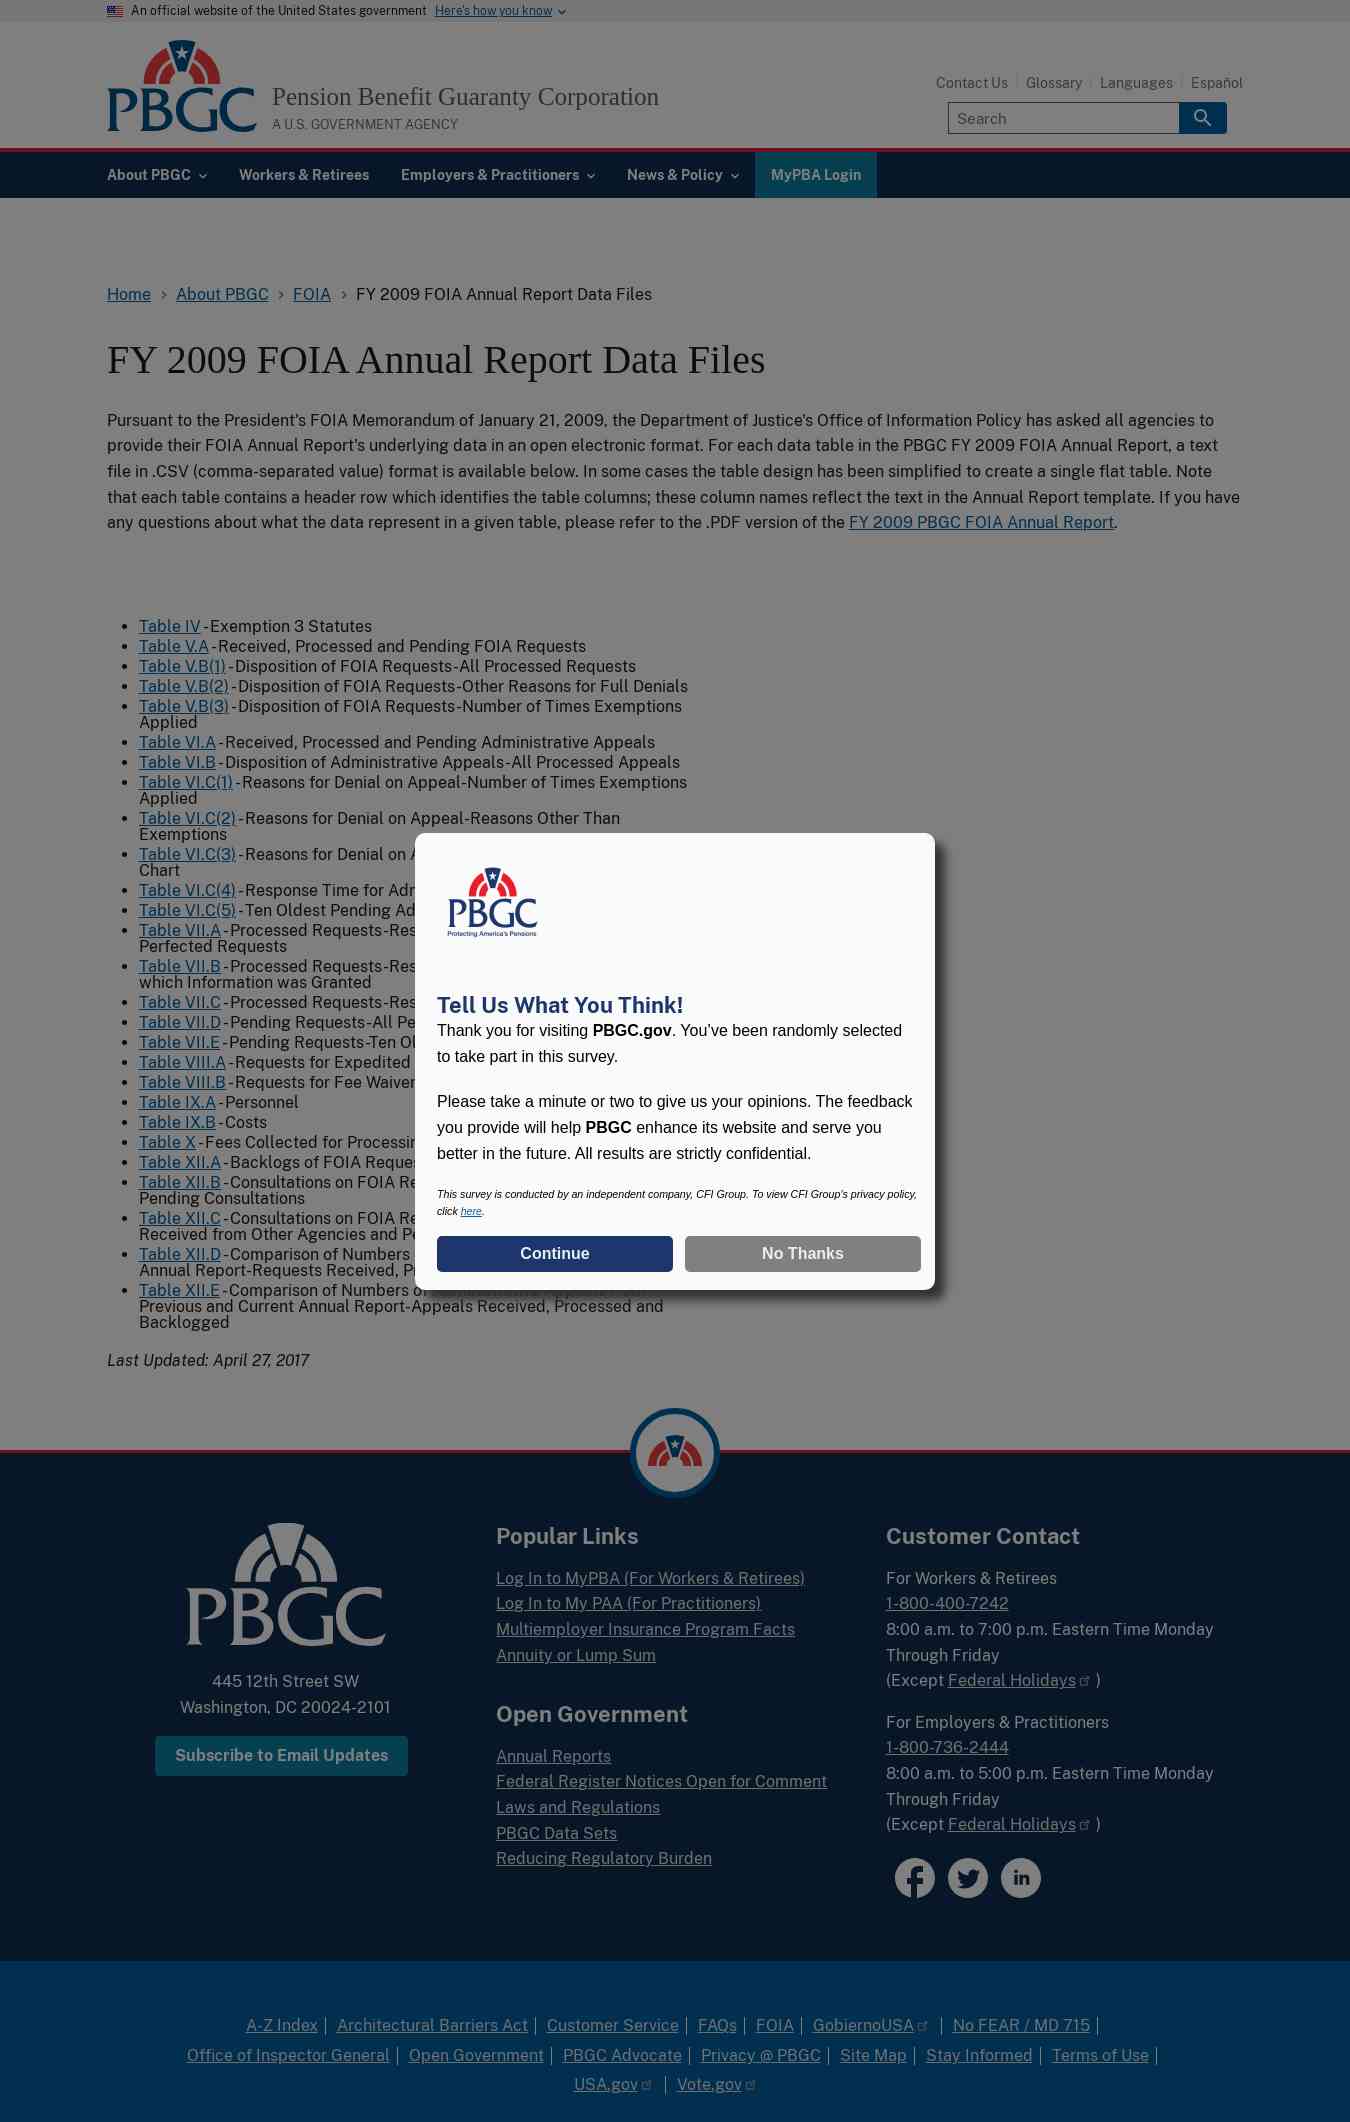 An official website of the United States government Here's how you know
PBGC
Pension Benefit Guaranty Corporation
A U.S. GOVERNMENT AGENCY
Contact Us
Glossary
Languages
Español
Search
About PBGC
Workers & Retirees
Employers & Practitioners
News & Policy
MyPBA Login
Home > About PBGC > FOIA > FY 2009 FOIA Annual Report Data Files
FY 2009 FOIA Annual Report Data Files
Pursuant to the President's FOIA Memorandum of January 21, 2009, the Department of Justice's Office of Information Policy has asked all agencies to
provide their FOIA Annual Report's underlying data in an open electronic format. For each data table in the PBGC FY 2009 FOIA Annual Report, a text
file in .CSV (comma-separated value) format is available below. In some cases the table design has been simplified to create a single flat table. Note
that each table contains a header row which identifies the table columns; these column names reflect the text in the Annual Report template. If you have
any questions about what the data represent in a given table, please refer to the .PDF version of the FY 2009 PBGC FOIA Annual Report.
Table IV - Exemption 3 Statutes
Table V.A - Received, Processed and Pending FOIA Requests
Table V.B(1) - Disposition of FOIA Requests-All Processed Requests
Table V.B(2) - Disposition of FOIA Requests-Other Reasons for Full Denials
Table V.B(3) - Disposition of FOIA Requests-Number of Times Exemptions
Applied
Table VI.A - Received, Processed and Pending Administrative Appeals
Table VI.B - Disposition of Administrative Appeals-All Processed Appeals
Table VI.C(1) - Reasons for Denial on Appeal-Number of Times Exemptions
Applied
Table VI.C(2) - Reasons for Denial on Appeal-Reasons Other Than
Exemptions
Table VI.C(3) - Reasons for Denial on
Chart
Table VI.C(4) - Response Time for
Table VI.C(5) - Ten Oldest Pending
Table VII.A - Processed Requests-
Perfected Requests
Table VII.B - Processed Requests-
which Information was Granted
Table VII.C - Processed Requests-
Table VII.D - Pending Requests-All
Table VII.E - Pending Requests-Ten
Table VIII.A - Requests for Expedited
Table VIII.B - Requests for Fee
Table IX.A - Personnel
Table IX.B - Costs
Table X - Fees Collected for
Table XII.A - Backlogs of FOIA
Table XII.B - Consultations on FOIA
Pending Consultations
Table XII.C - Consultations on FOIA
Received from Other Agencies and
Table XII.D - Comparison of Numbers
Annual Report-Requests Received,
Table XII.E - Comparison of Numbers of
Previous and Current Annual Report-Appeals Received, Processed and
Backlogged
Last Updated: April 27, 2017
PBGC
Protecting America's Pensions
Tell Us What You Think!
Thank you for visiting PBGC.gov. You've been randomly selected
to take part in this survey.
Please take a minute or two to give us your opinions. The feedback
you provide will help PBGC enhance its website and serve you
better in the future. All results are strictly confidential.
This survey is conducted by an independent company, CFI Group. To view CFI Group's privacy policy,
click here.
Continue
No Thanks
PBGC
445 12th Street SW
Washington, DC 20024-2101
Subscribe to Email Updates
Popular Links
Log In to MyPBA (For Workers & Retirees)
Log In to My PAA (For Practitioners)
Multiemployer Insurance Program Facts
Annuity or Lump Sum
Open Government
Annual Reports
Federal Register Notices Open for Comment
Laws and Regulations
PBGC Data Sets
Reducing Regulatory Burden
Customer Contact
For Workers & Retirees
1-800-400-7242
8:00 a.m. to 7:00 p.m. Eastern Time Monday
Through Friday
(Except Federal Holidays )
For Employers & Practitioners
1-800-736-2444
8:00 a.m. to 5:00 p.m. Eastern Time Monday
Through Friday
(Except Federal Holidays )
in
A-Z Index | Architectural Barriers Act | Customer Service | FAQs | FOIA | GobiernoUSA | No FEAR / MD 715 |
Office of Inspector General | Open Government | PBGC Advocate | Privacy @ PBGC | Site Map | Stay Informed | Terms of Use |
USA.gov | Vote.gov